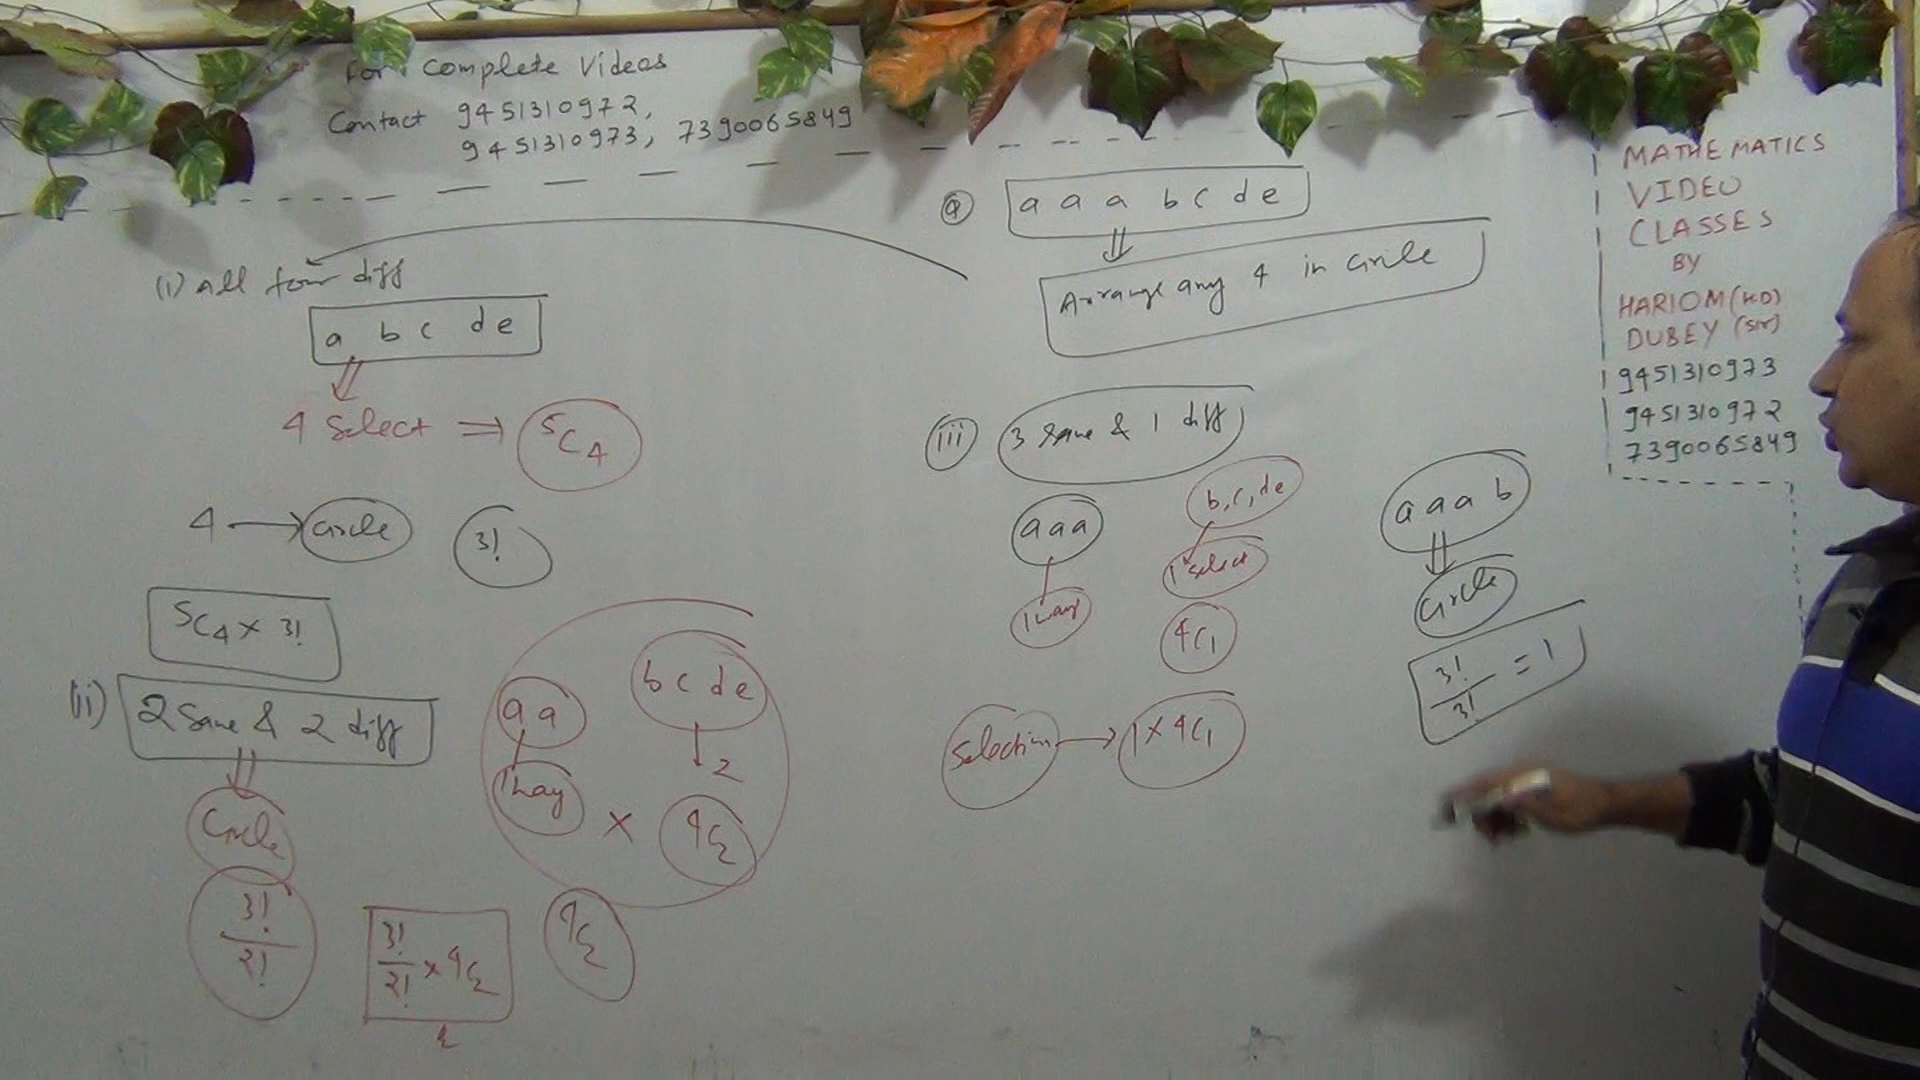 For complete Videos
Contact 9451310972,
9451310973, 7390065849
(i) all four diff
a b c d e
4 Select ⇒ 5C4
4 → Circle 3!
5C4 × 3!
(ii) 2 Same & 2 diff
Circle
3!/2!
a a
1 way
b c d e
2
×
4C2
4C2
3!/2! × 4C2
Q a a a b c d e
Arrange any 4 in circle
(iii) 3 Same & 1 diff
a a a
1 way
b, c, d e
1 select
4C1
Selection → 1 × 4C1
a a a b
Circle
3!/3! = 1
MATHEMATICS
VIDEO
CLASSES
BY
HARIOM (H.D)
DUBEY (Sir)
9451310973
9451310972
7390065849